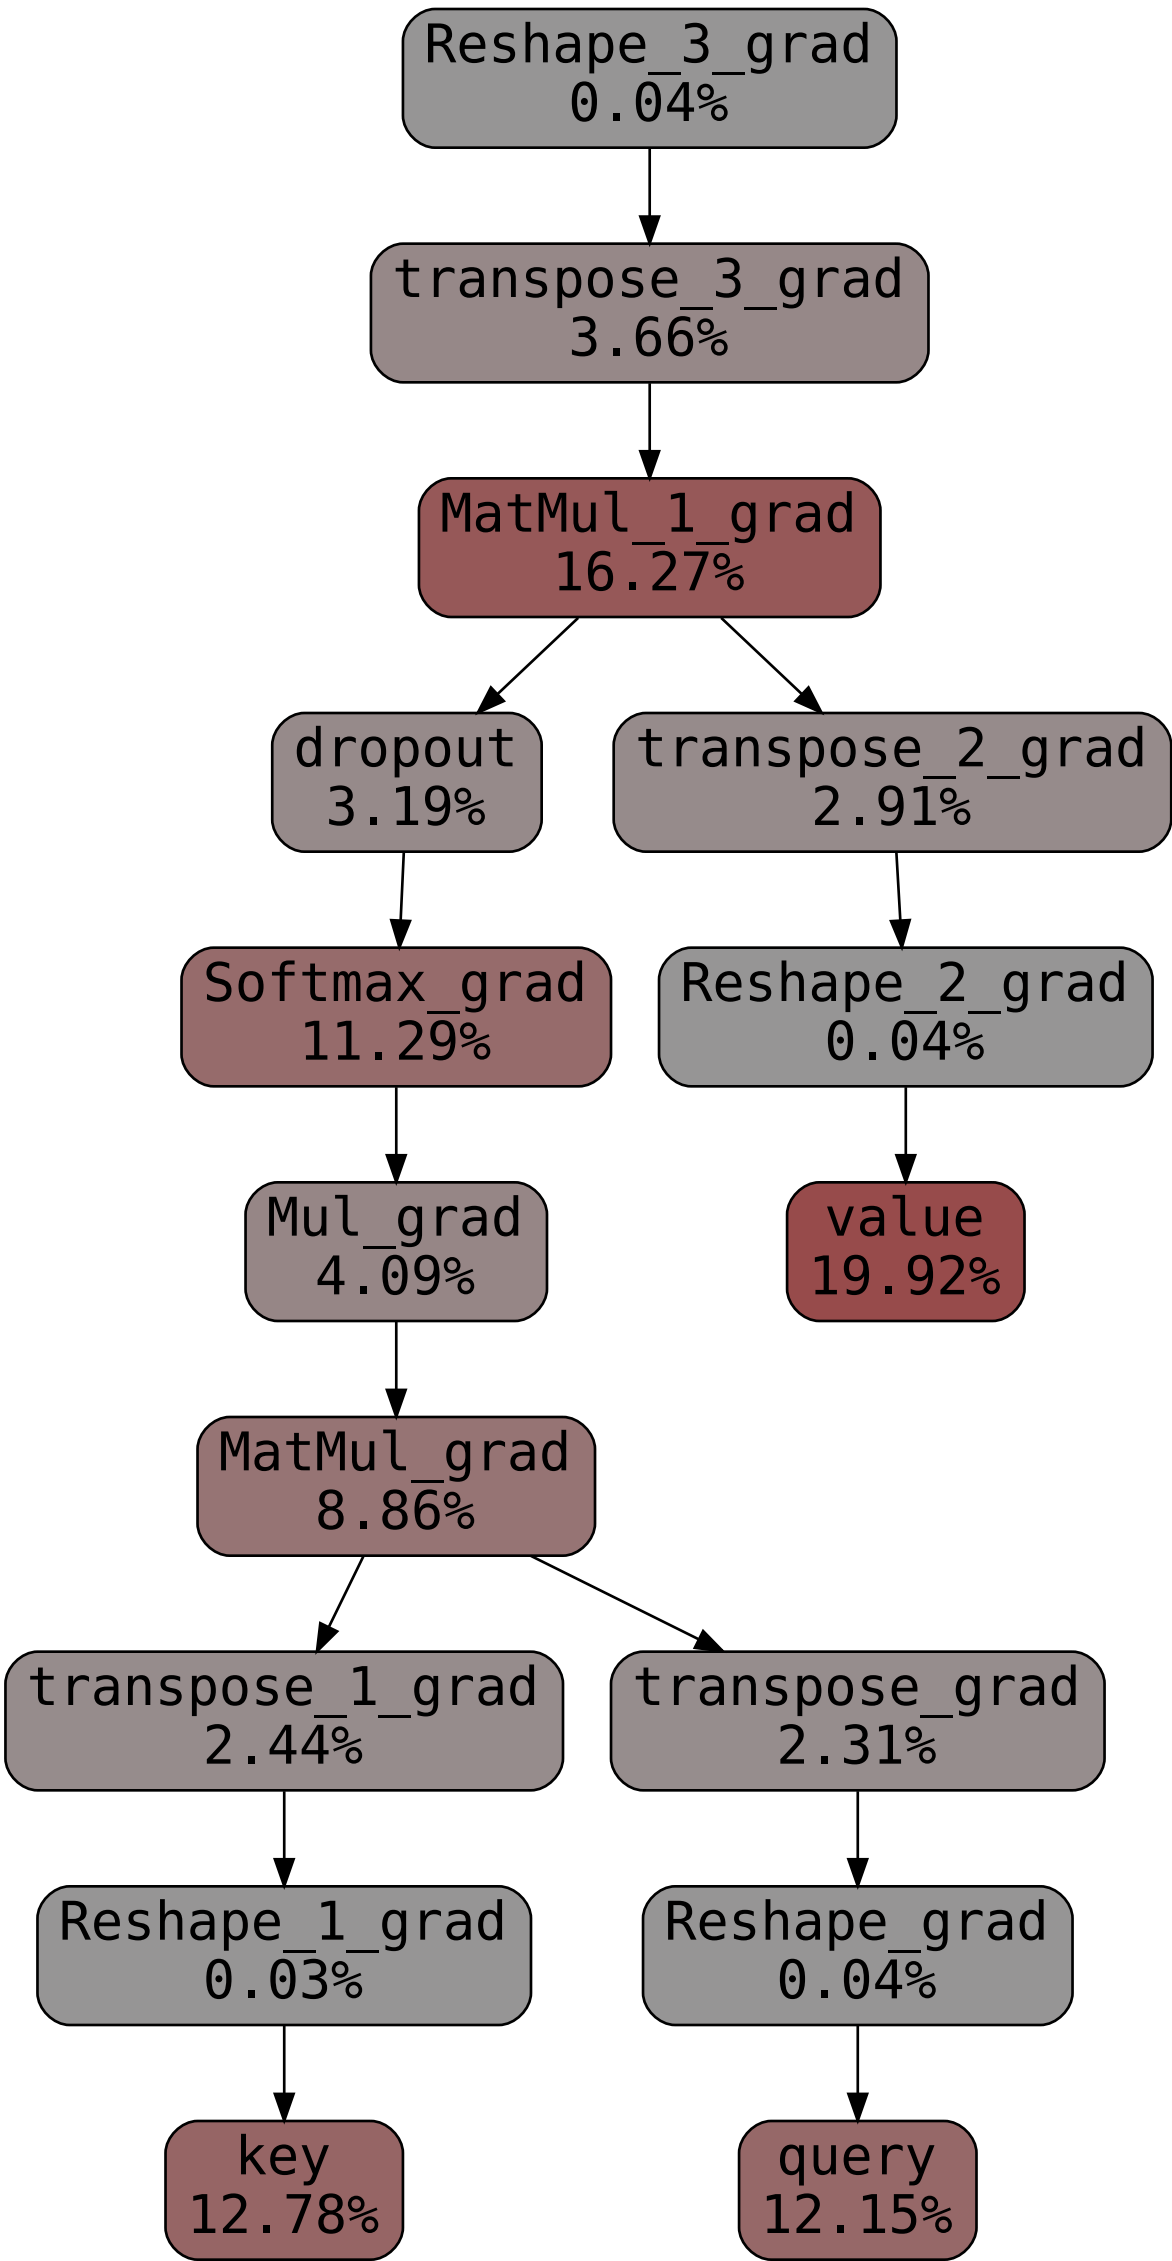 Reshape_3_grad
0.04%
transpose_3_grad
3.66%
MatMul_1_grad
16.27%
dropout
3.19%
transpose_2_grad
2.91%
Softmax_grad
11.29%
Reshape_2_grad
0.04%
Mul_grad
4.09%
value
19.92%
MatMul_grad
8.86%
transpose_1_grad
2.44%
transpose_grad
2.31%
Reshape_1_grad
0.03%
Reshape_grad
0.04%
key
12.78%
query
12.15%